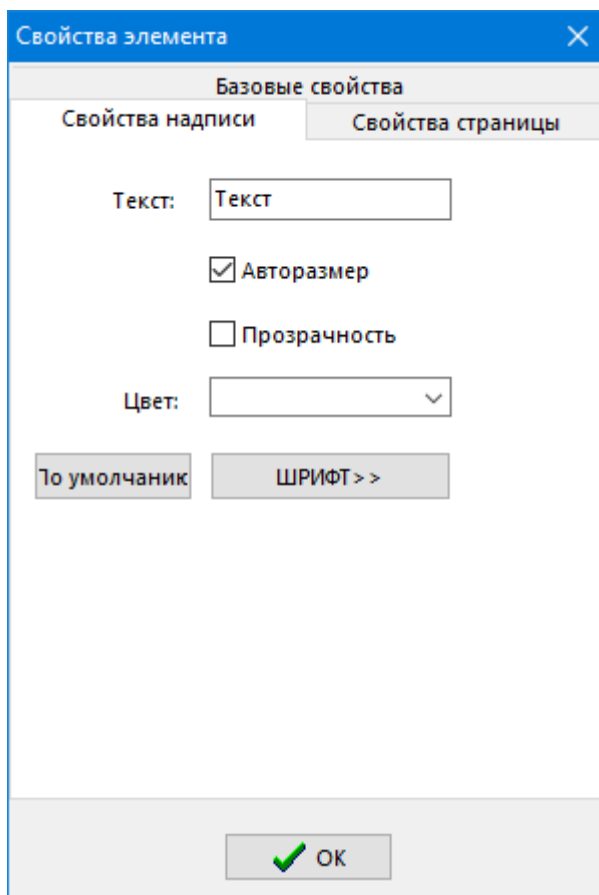 Свойства элемента
Базовые свойства
Свойства надписи
Свойства страницы
Текст:
Текст
Авторазмер
Прозрачность
Цвет:
По умолчаник
ШРИФТ>>
OK